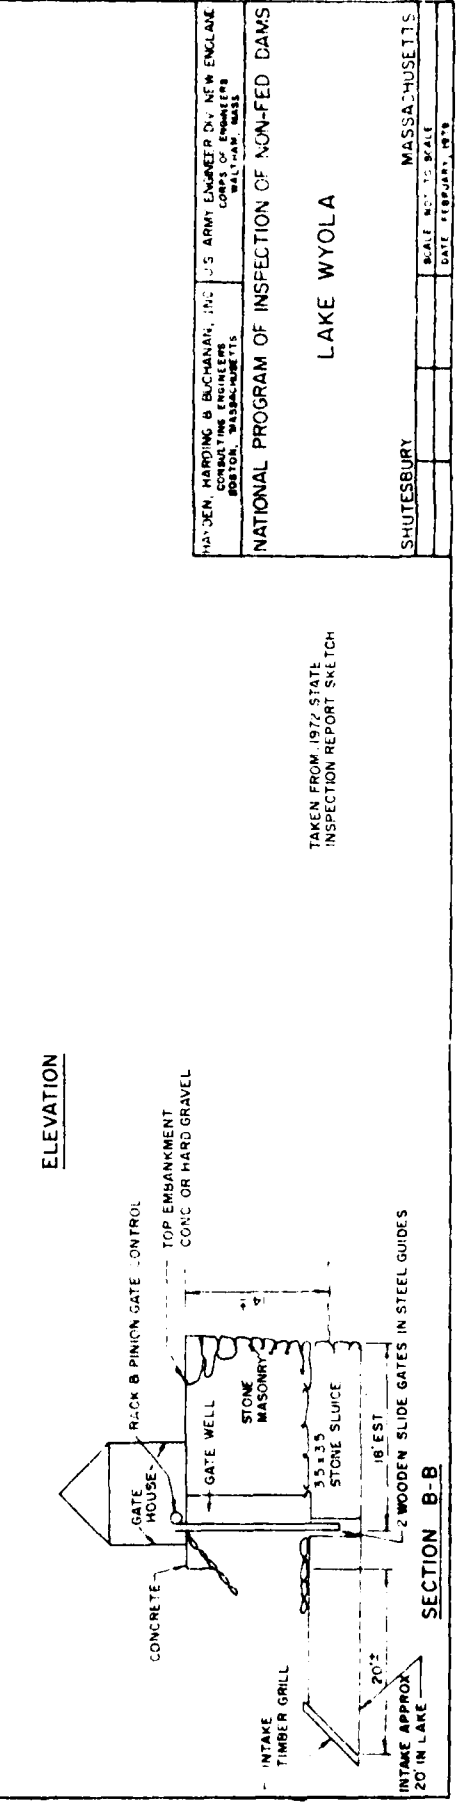 ELEVATION
RACK & PINION GATE CONTROL
TOP EMBANKMENT
CONC OR HARD GRAVEL
GATE
HOUSE
CONCRETE
GATE WELL
STONE
MASONRY
3.5 x 3.5
STONE SLUICE
18' EST
2 WOODEN SLIDE GATES IN STEEL GUIDES
INTAKE
TIMBER GRILL
20'±
INTAKE APPROX
20' IN LAKE
SECTION B-B
TAKEN FROM 1972 STATE
INSPECTION REPORT SKETCH
HAYDEN, HARDING & BUCHANAN, INC
CONSULTING ENGINEERS
BOSTON, MASSACHUSETTS
U.S. ARMY ENGINEER DIV NEW ENGLAND
CORPS OF ENGINEERS
WALTHAM, MASS
NATIONAL PROGRAM OF INSPECTION OF NON-FED DAMS
LAKE WYOLA
SHUTESBURY MASSACHUSETTS
SCALE NOT TO SCALE
DATE FEBRUARY, 1979